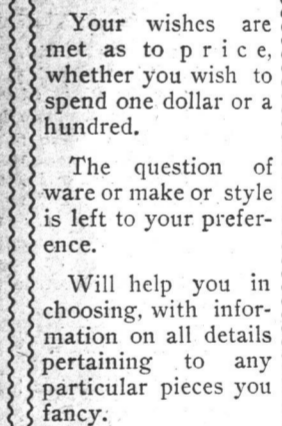 Your wishes are
met as to price,
whether you wish to
spend one dollar or a
hundred.
The question of
ware or make or style
is left to your prefer-
ence.
Will help you in
choosing, with infor-
mation on all details
pertaining to any
particular pieces you
fancy.